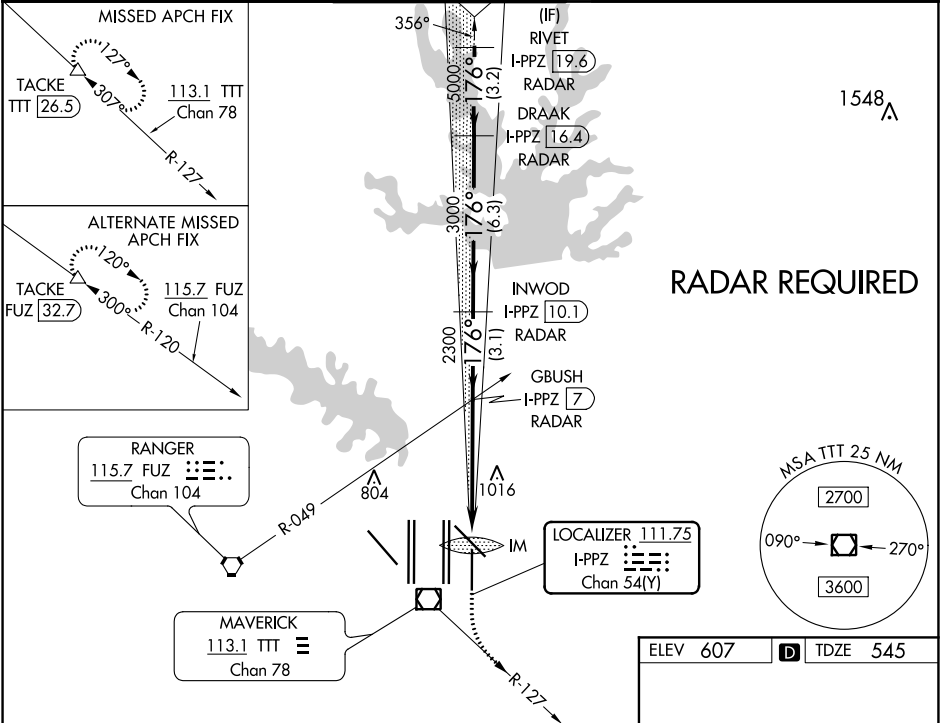 MISSED APCH FIX
127°
307°
TACKE
TTT 26.5
113.1 TTT
Chan 78
R-127
ALTERNATE MISSED
APCH FIX
120°
300°
TACKE
FUZ 32.7
115.7 FUZ
Chan 104
R-120
356°
(IF)
RIVET
I-PPZ 19.6
RADAR
5000
176°
(3.2)
DRAAK
I-PPZ 16.4
RADAR
3000
176°
(6.3)
INWOD
I-PPZ 10.1
RADAR
2300
176°
(3.1)
GBUSH
I-PPZ 7
RADAR
1548
RADAR REQUIRED
RANGER
115.7 FUZ
Chan 104
R-049
804
1016
IM
LOCALIZER 111.75
I-PPZ
Chan 54(Y)
MAVERICK
113.1 TTT
Chan 78
R-127
MSA TTT 25 NM
2700
090°
270°
3600
ELEV 607
D
TDZE 545